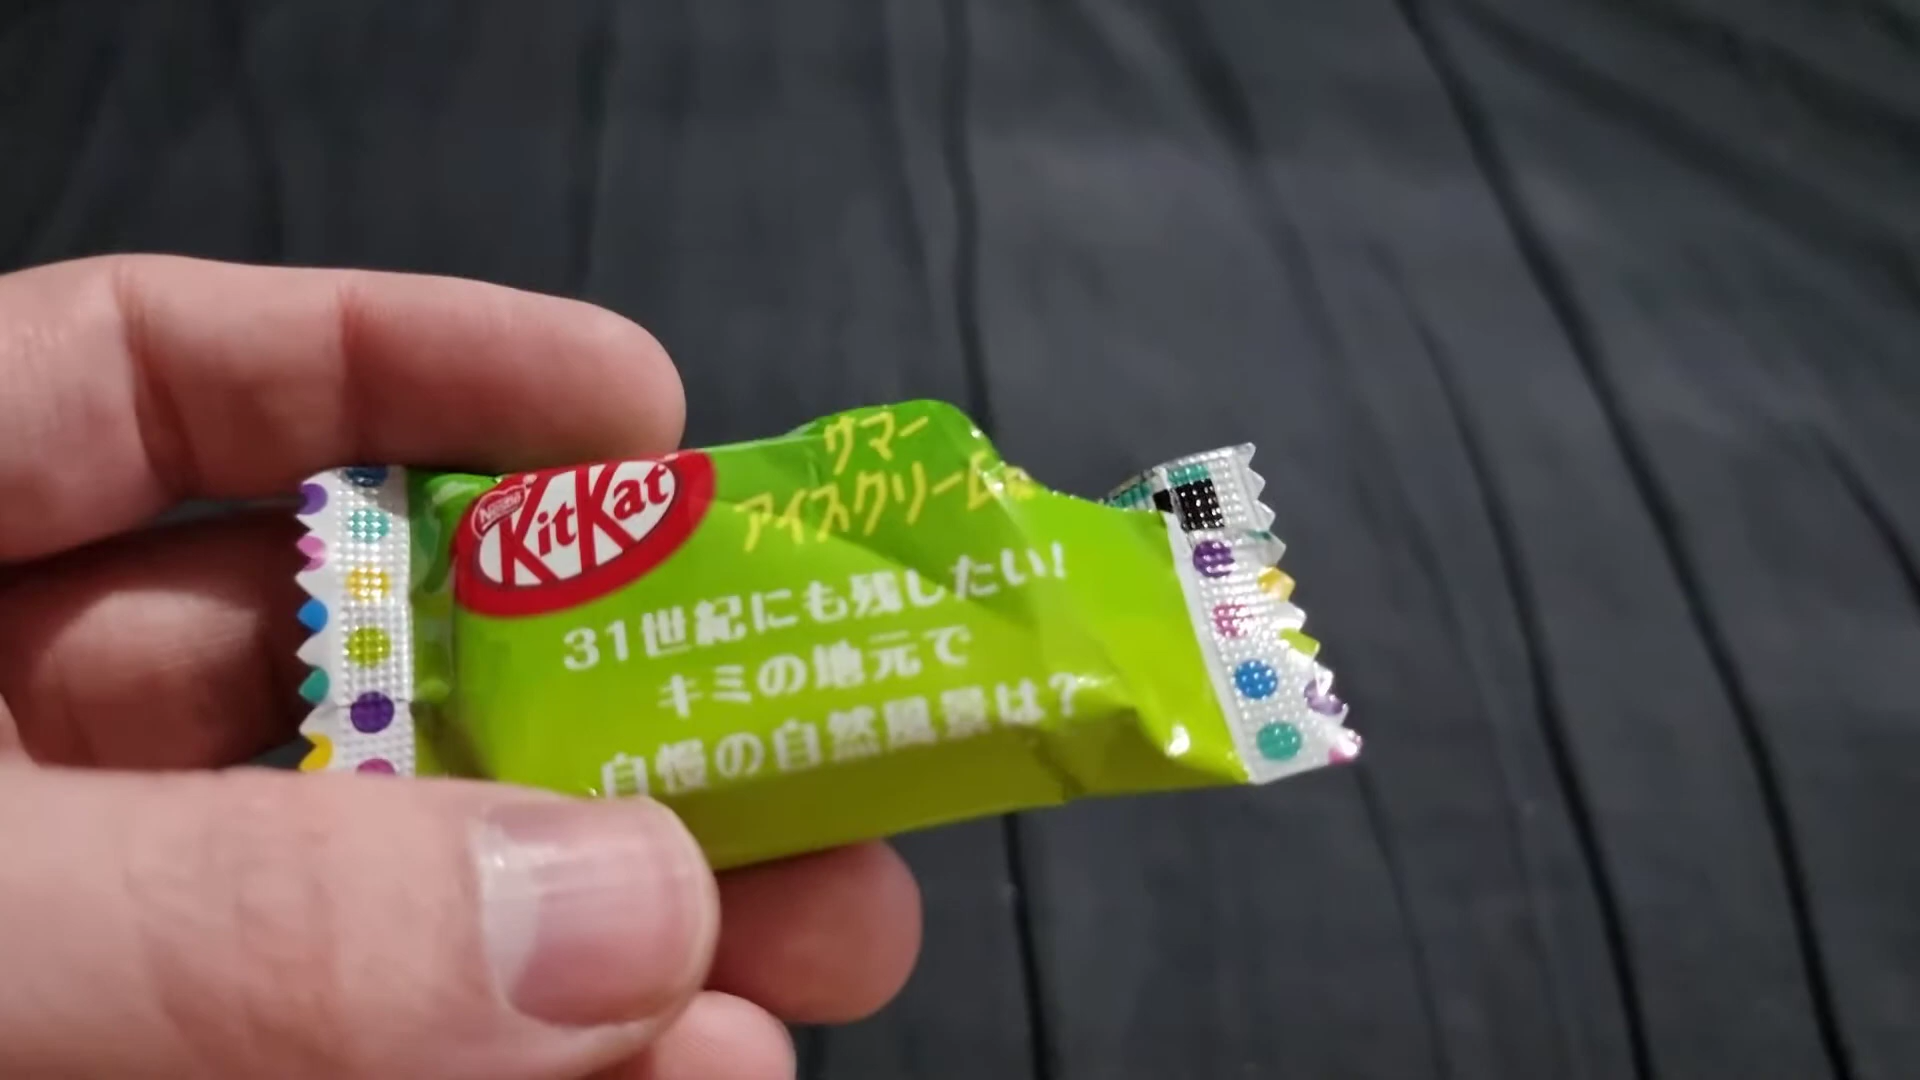 Nestlé
KitKat
サマー
アイスクリーム
31世紀にも残したい!
キミの地元で
自慢の自然風景は?